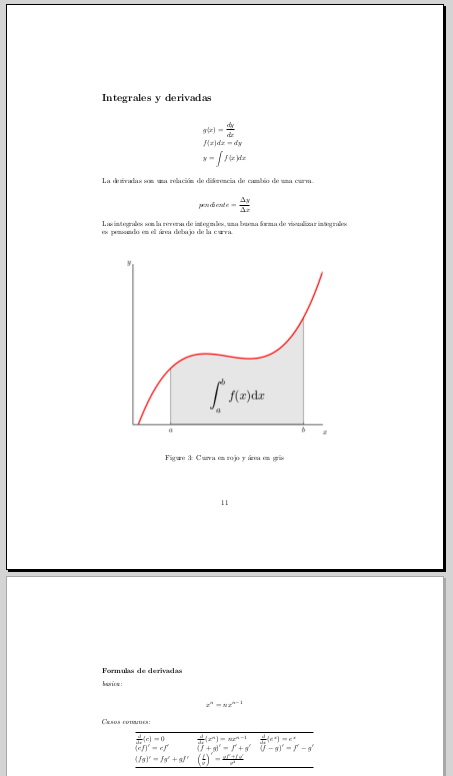 Integrales y derivadas
g(x) = dy/dx
f(x)dx = dy
y = ∫ f(x)dx
La derivadas son una relación de diferencia de cambio de una curva.
pendiente = Δy/Δx
Las integrales son la reversa de integrales, una buena forma de visualizar integrales
es pensando en el área debajo de la curva.
y
∫_a^b f(x)dx
a b x
Figure 3: Curva en rojo y área en gris
11
Formulas de derivadas
basica:
x^n = nx^{n-1}
Casos comunes:
d/dx(c) = 0 d/dx(x^n) = nx^{n-1} d/dx(e^x) = e^x
(cf)' = cf' (f + g)' = f' + g' (f − g)' = f' − g'
(fg)' = fg' + gf'